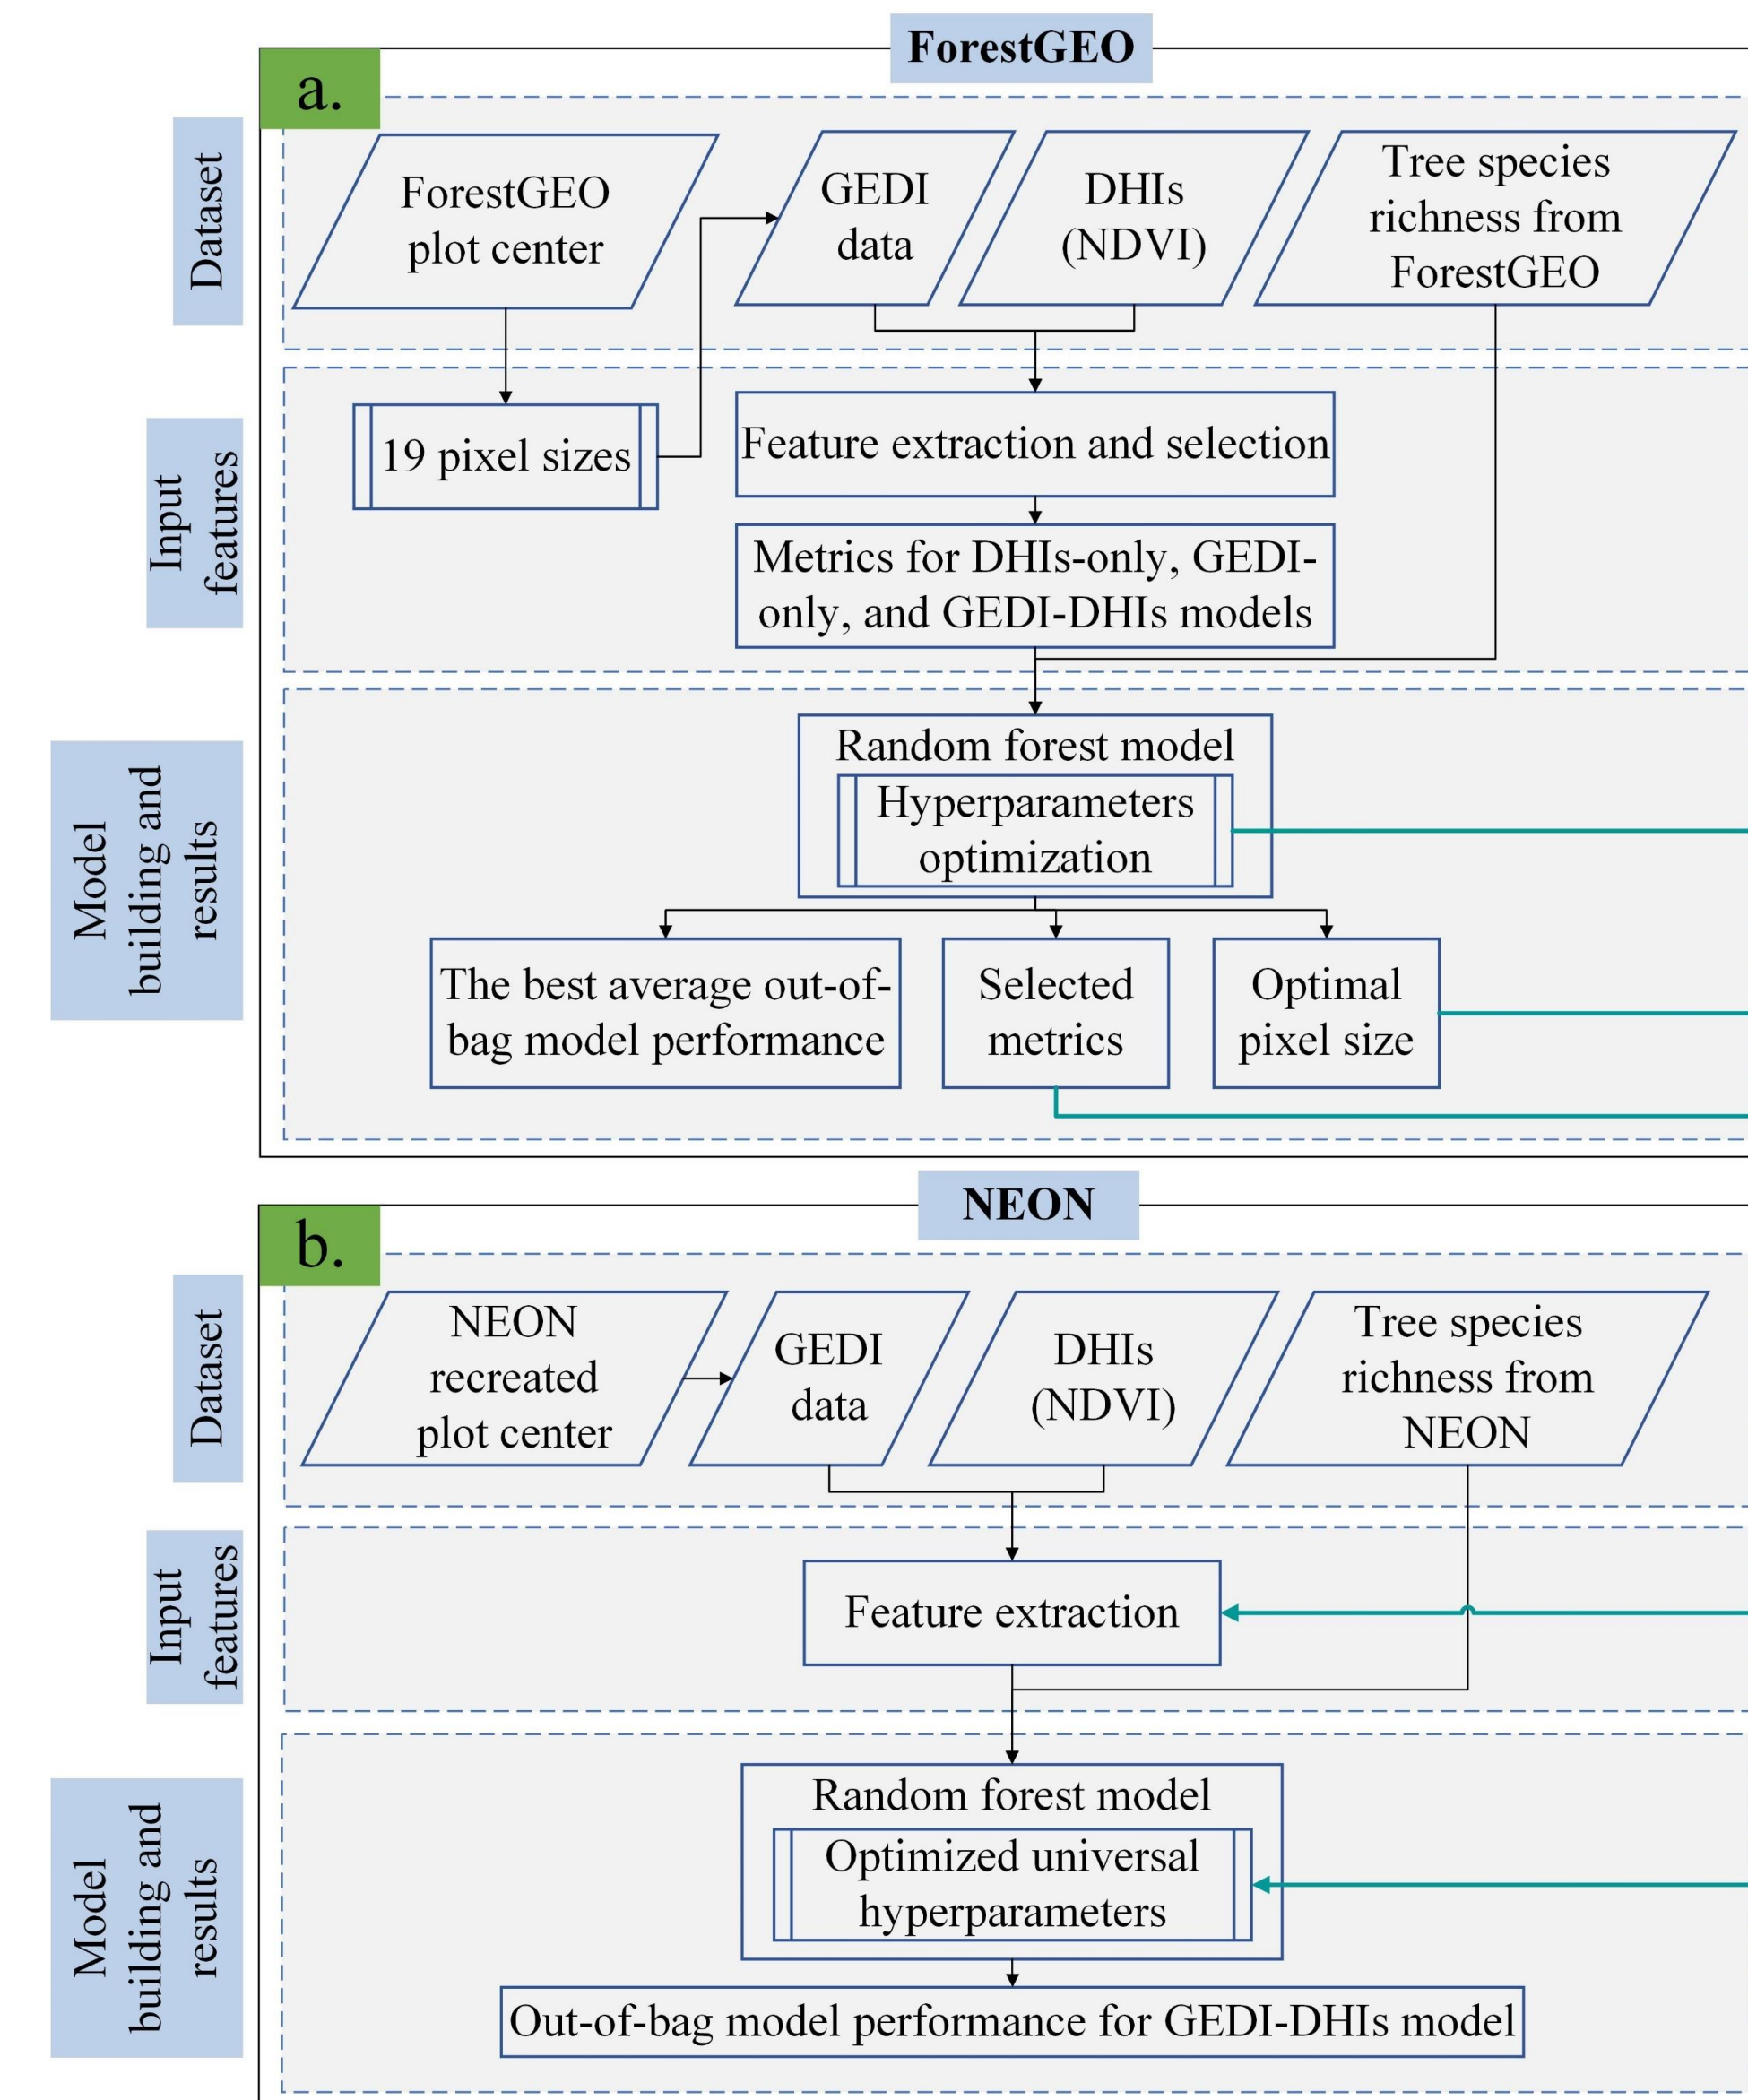 ForestGEO
a.
Dataset
ForestGEO
plot center
GEDI
data
DHIs
(NDVI)
Tree species
richness from
ForestGEO
Input
features
19 pixel sizes
Feature extraction and selection
Metrics for DHIs-only, GEDI-
only, and GEDI-DHIs models
Model
building and
results
Random forest model
Hyperparameters
optimization
The best average out-of-
bag model performance
Selected
metrics
Optimal
pixel size
NEON
b.
Dataset
NEON
recreated
plot center
GEDI
data
DHIs
(NDVI)
Tree species
richness from
NEON
Input
features
Feature extraction
Model
building and
results
Random forest model
Optimized universal
hyperparameters
Out-of-bag model performance for GEDI-DHIs model